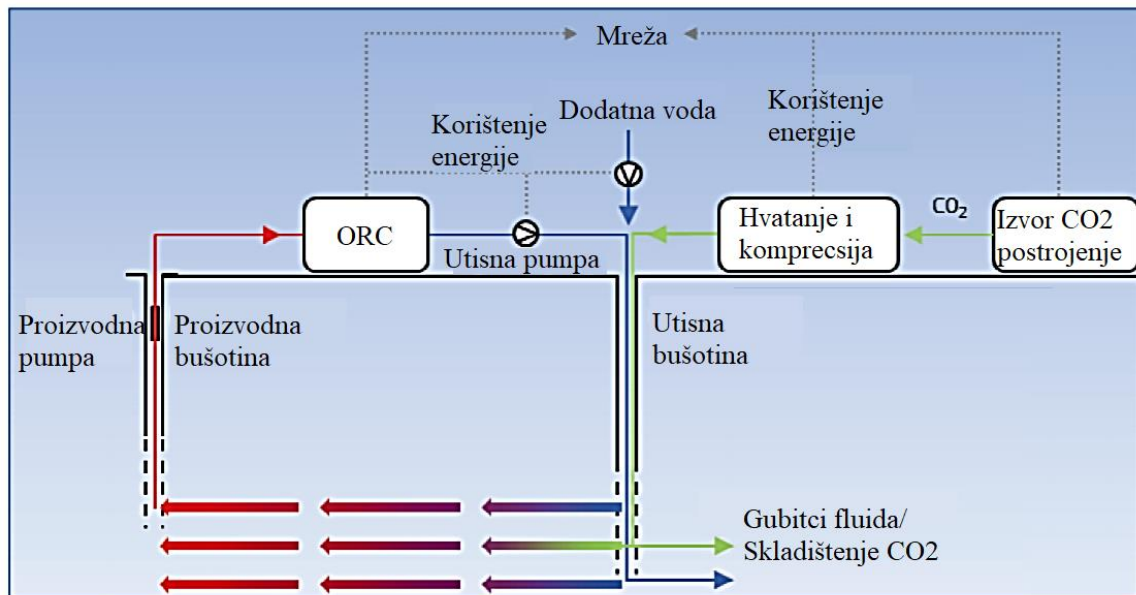 Mreža
Dodatna voda
Korištenje
energije
Korištenje
energije
ORC
Utisna pumpa
Hvatanje i
komprecsija
CO₂
Izvor CO2
postrojenje
Proizvodna
pumpa
Proizvodna
bušotina
Utisna
bušotina
Gubitci fluida/
Skladištenje CO2